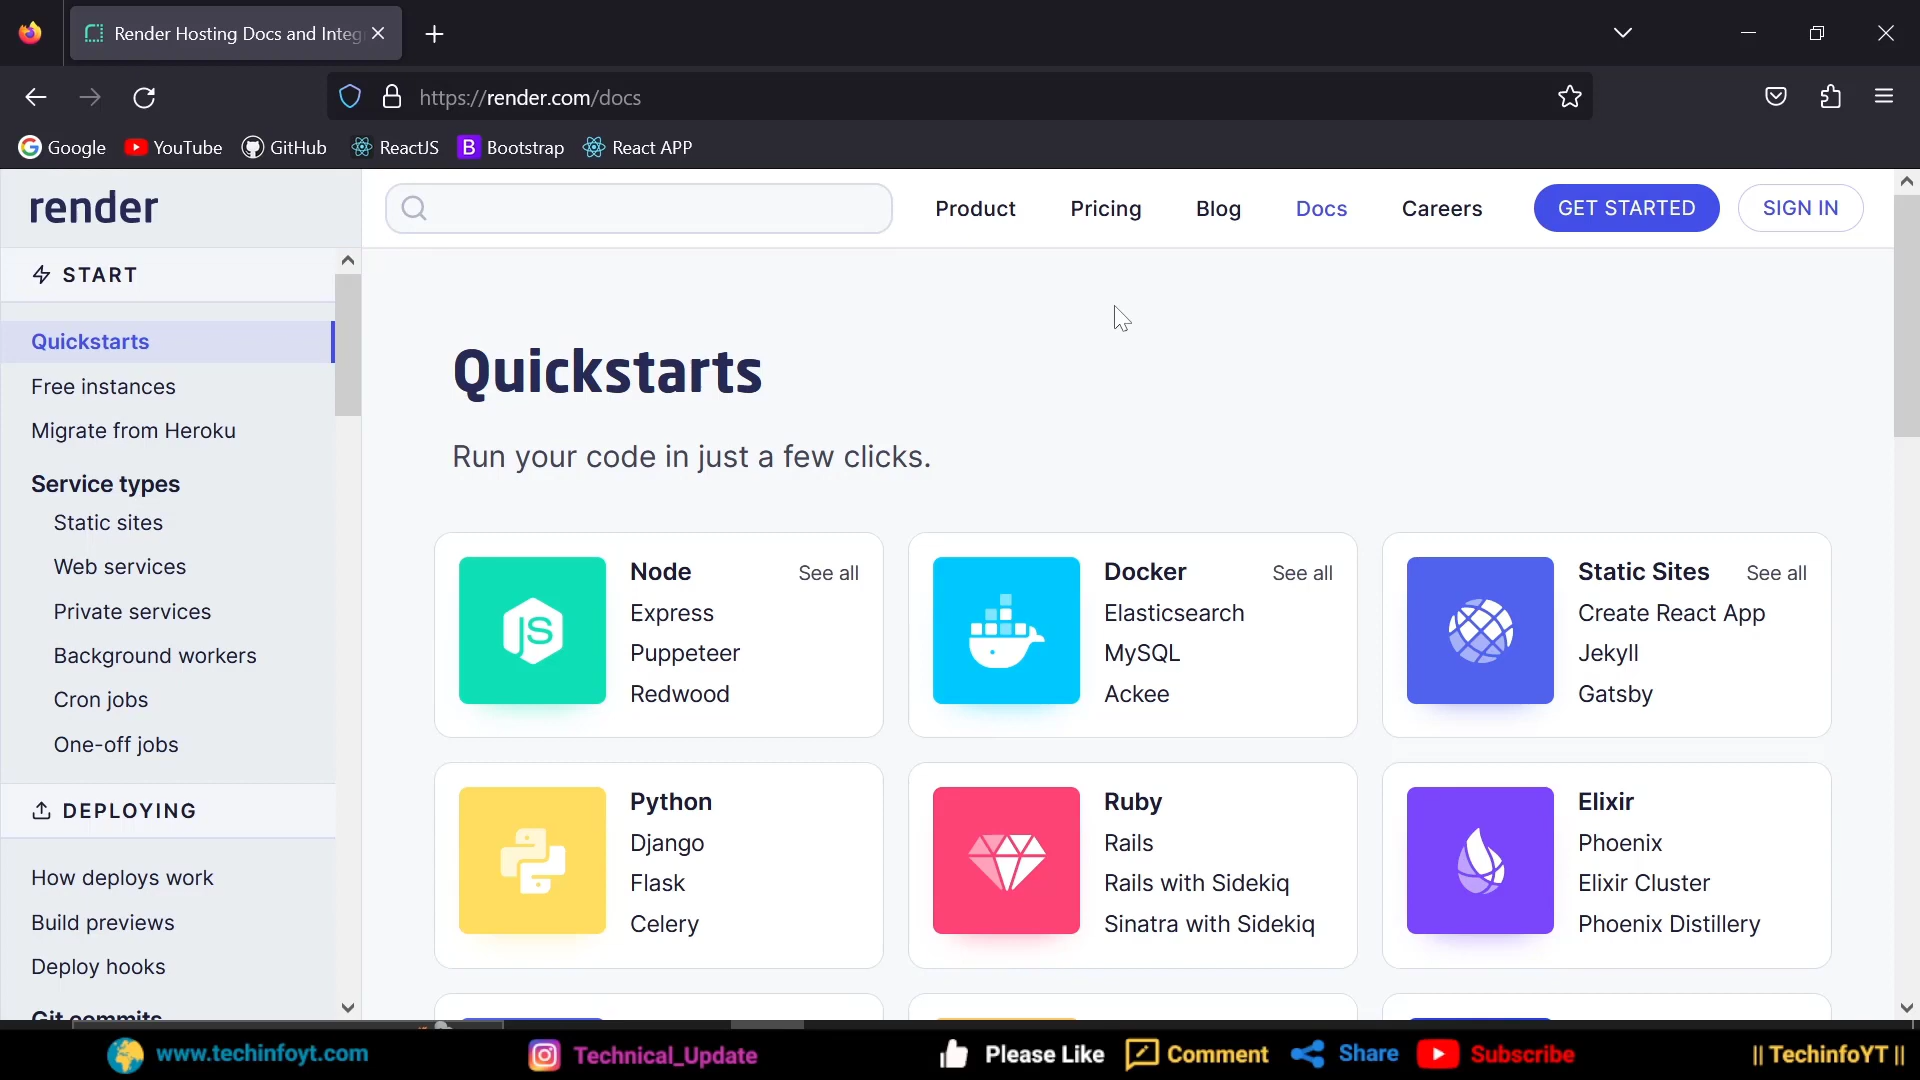 Render Hosting Docs and Integ
https://render.com/docs
Google YouTube GitHub ReactJS Bootstrap React APP
render
Product Pricing Blog Docs Careers GET STARTED SIGN IN
START
Quickstarts
Free instances
Migrate from Heroku
Service types
Static sites
Web services
Private services
Background workers
Cron jobs
One-off jobs
DEPLOYING
How deploys work
Build previews
Deploy hooks
Git commits
Quickstarts
Run your code in just a few clicks.
Node See all
Express
Puppeteer
Redwood
Docker See all
Elasticsearch
MySQL
Ackee
Static Sites See all
Create React App
Jekyll
Gatsby
Python
Django
Flask
Celery
Ruby
Rails
Rails with Sidekiq
Sinatra with Sidekiq
Elixir
Phoenix
Elixir Cluster
Phoenix Distillery
www.techinfoyt.com Technical_Update Please Like Comment Share Subscribe || TechinfoYT ||